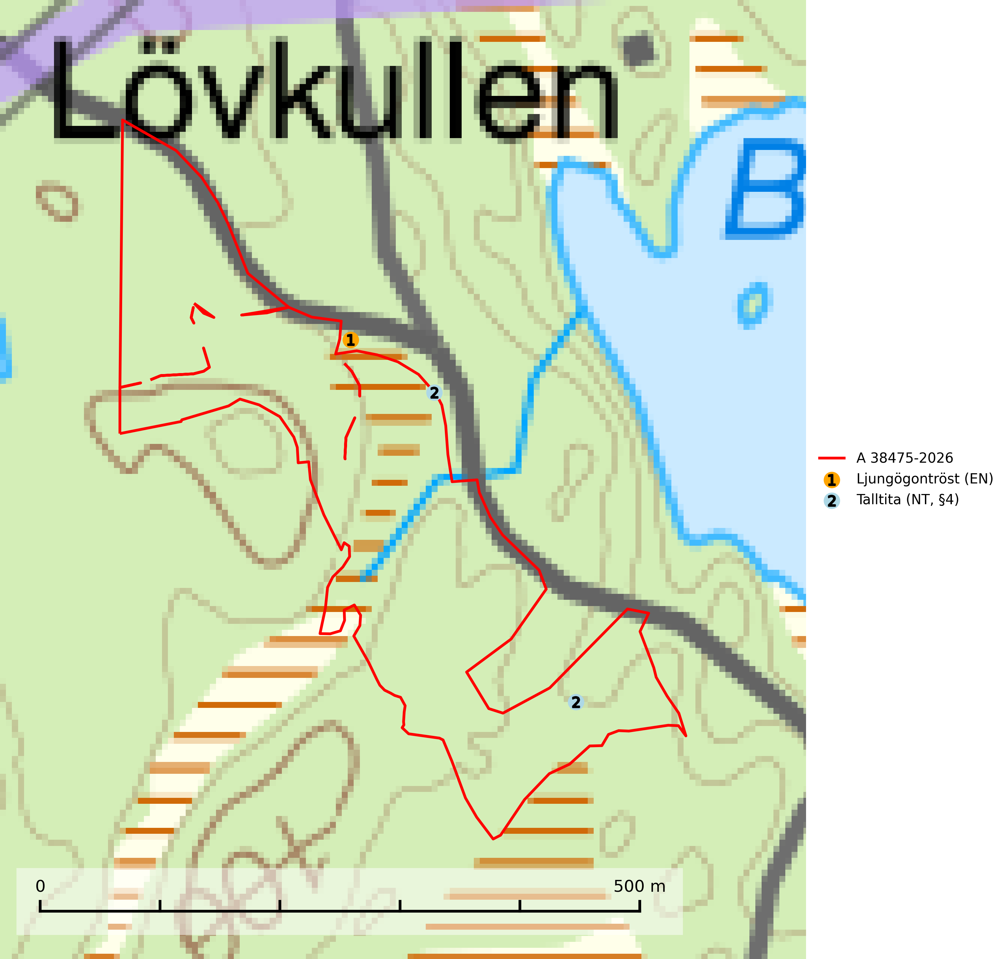 Lövkullen
B
1
2
2
A 38475-2026
1 Ljungögontröst (EN)
2 Talltita (NT, §4)
0 500 m